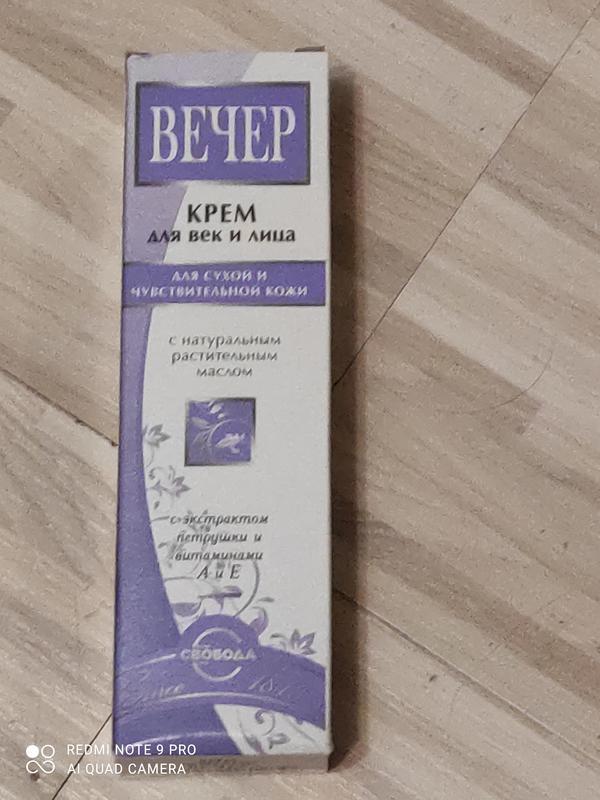 ВЕЧЕР
КРЕМ
для век и лица
для сухой и
чувствительной кожи
с натуральным
растительным
маслом
с экстрактом
петрушки и
витаминами
А и Е
СВОБОДА
Since
REDMI NOTE 9 PRO
AI QUAD CAMERA